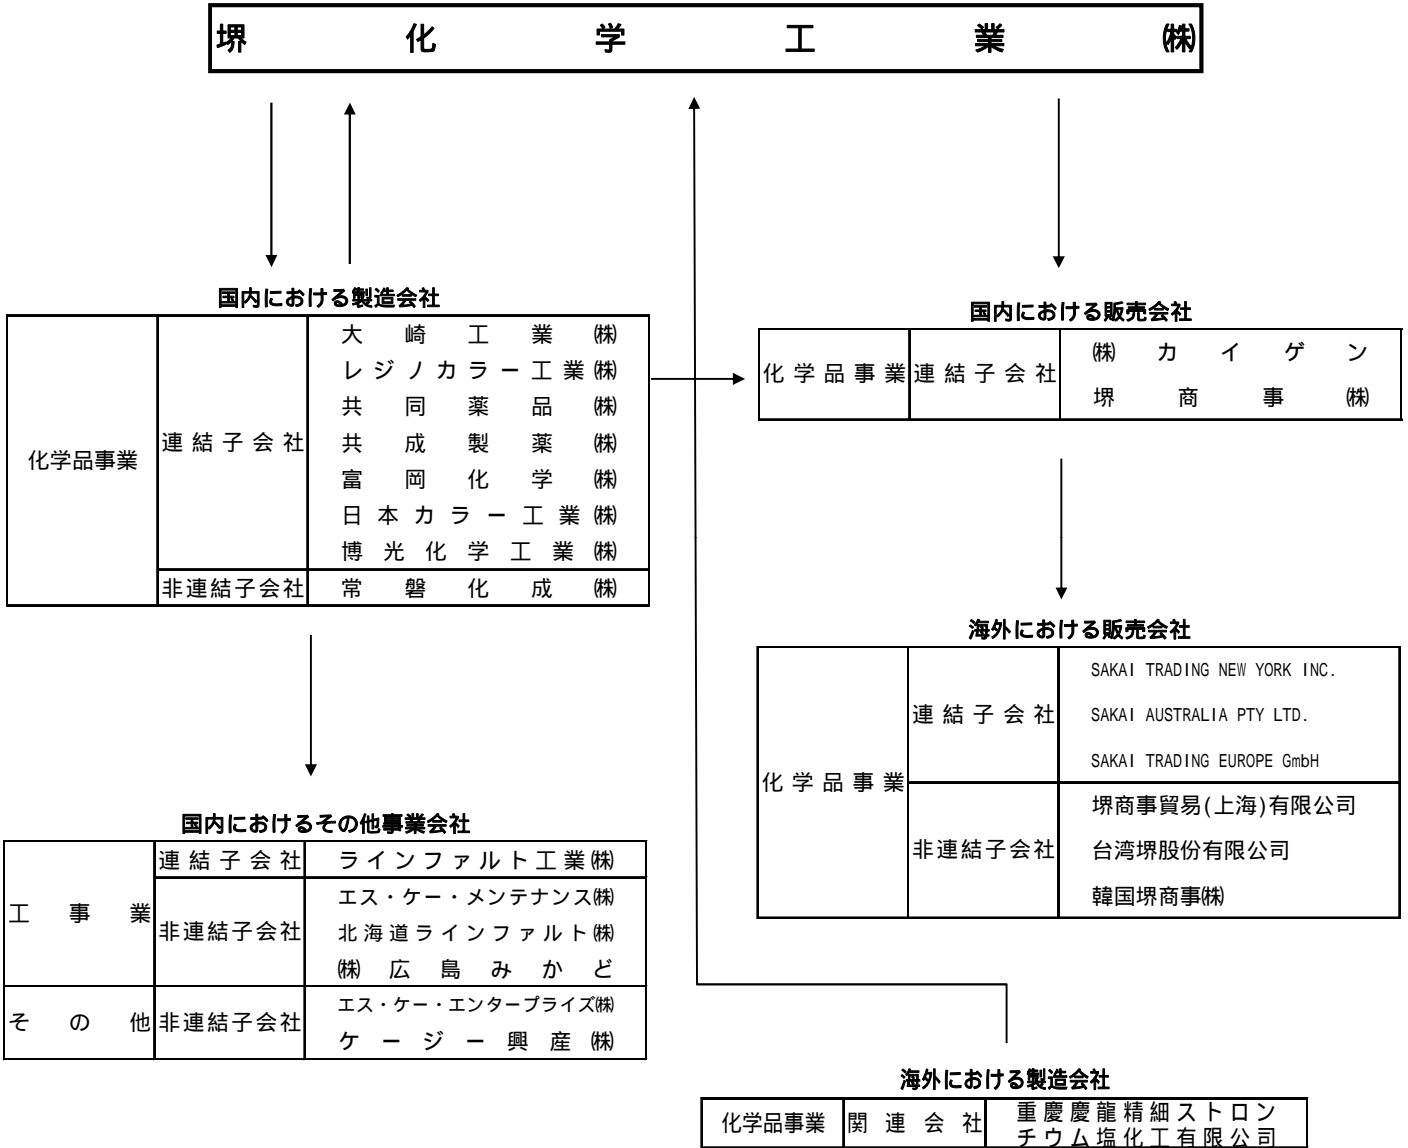 堺化学工業㈱
国内における製造会社
化学品事業
連結子会社
大崎工業㈱
レジノカラー工業㈱
共同薬品㈱
共成製薬㈱
富岡化学㈱
日本カラー工業㈱
博光化学工業㈱
非連結子会社
常磐化成㈱
国内における販売会社
化学品事業
連結子会社
㈱カイゲン
堺商事㈱
海外における販売会社
化学品事業
連結子会社
SAKAI TRADING NEW YORK INC.
SAKAI AUSTRALIA PTY LTD.
SAKAI TRADING EUROPE GmbH
非連結子会社
堺商事貿易(上海)有限公司
台湾堺股份有限公司
韓国堺商事㈱
国内におけるその他事業会社
工事業
連結子会社
ラインファルト工業㈱
非連結子会社
エス・ケー・メンテナンス㈱
北海道ラインファルト㈱
㈱広島みかど
その他
非連結子会社
エス・ケー・エンタープライズ㈱
ケージー興産㈱
海外における製造会社
化学品事業
関連会社
重慶慶龍精細ストロン
チウム塩化工有限公司